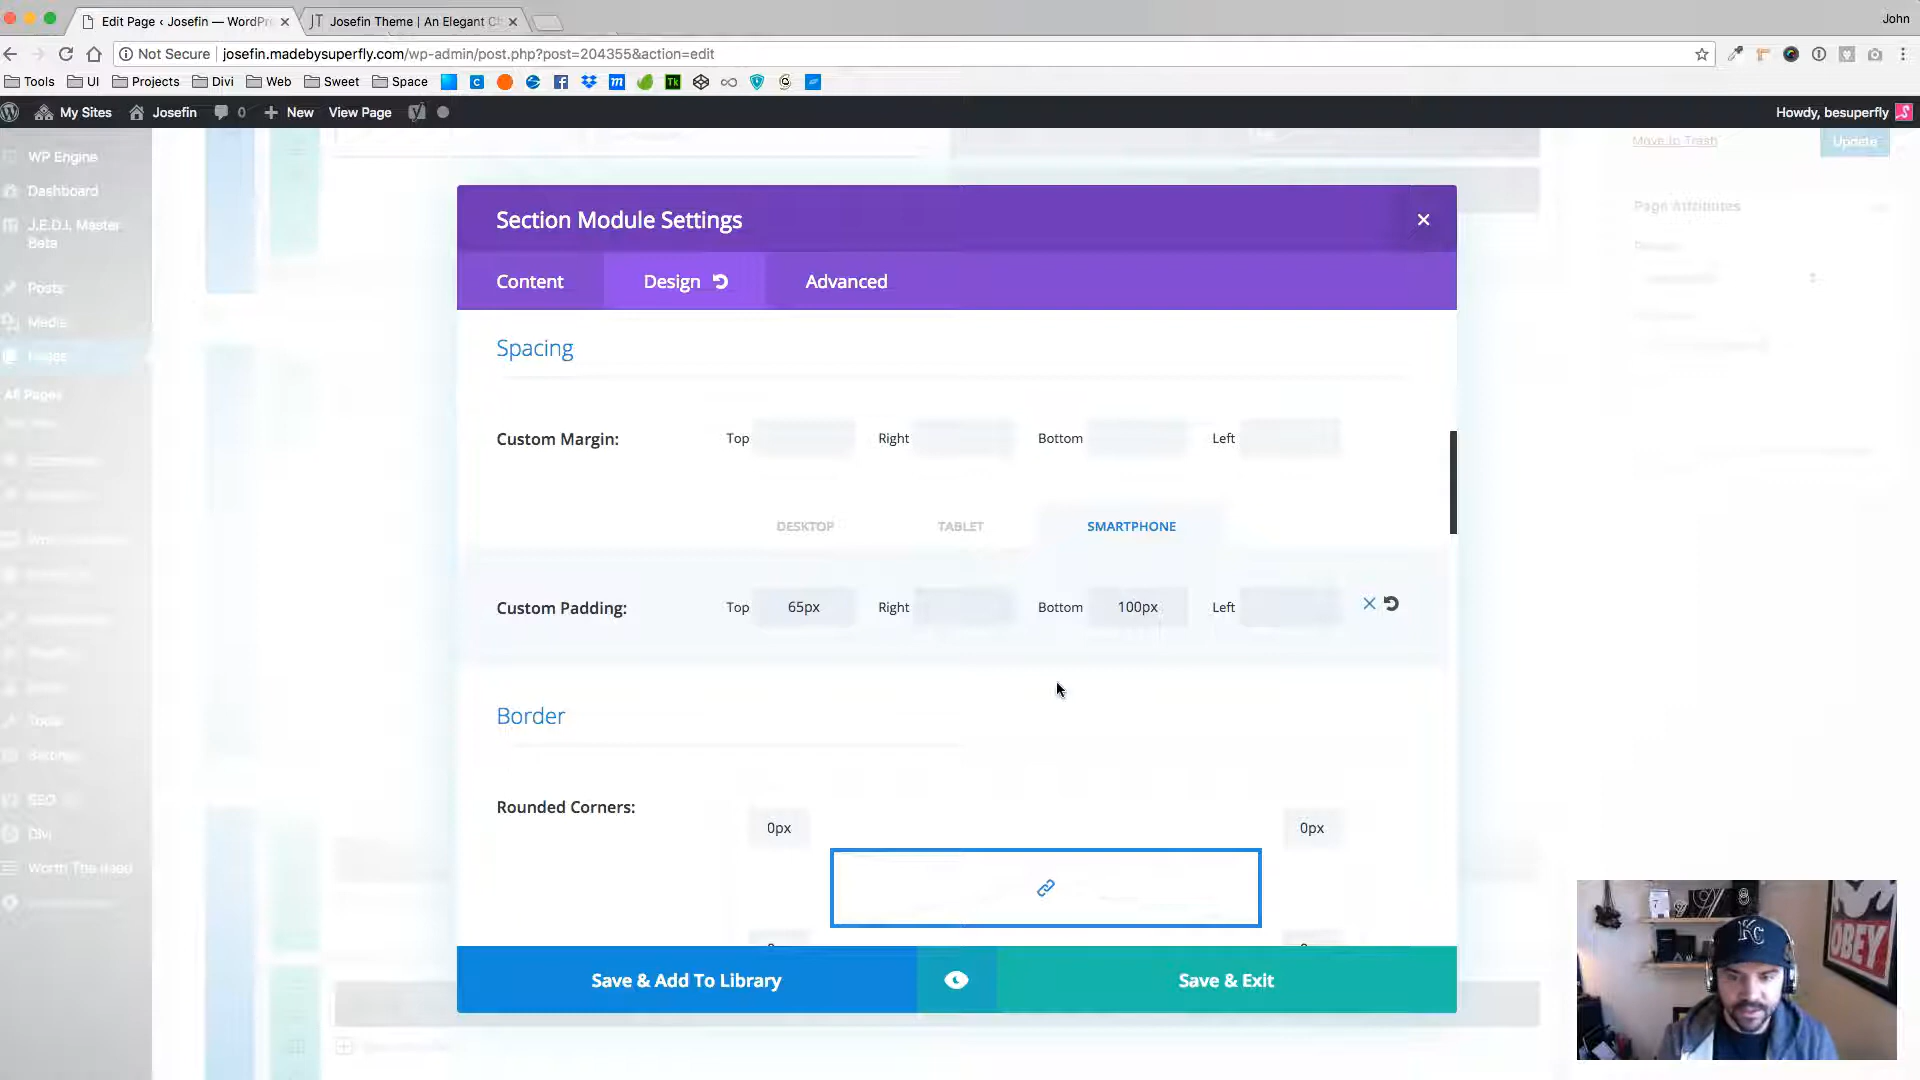 Edit Page ‹ Josefin — WordPr
Josefin Theme | An Elegant C
John
Not Secure
josefin.madebysuperfly.com/wp-admin/post.php?post=204355&action=edit
Tools
UI
Projects
Divi
Web
Sweet
Space
My Sites
Josefin
0
New
View Page
Howdy, besuperfly
WP Engine
Dashboard
J.E.D.I. Master
Beta
Posts
Media
Pages
All Pages
Tools
SEO
Divi
Worth The Read
Move to Trash
Update
Page Attributes
Section Module Settings
Content
Design
Advanced
Spacing
Custom Margin:
Top
Right
Bottom
Left
DESKTOP
TABLET
SMARTPHONE
Custom Padding:
Top
65px
Right
Bottom
100px
Left
Border
Rounded Corners:
0px
0px
Save & Add To Library
Save & Exit
KC
OBEY